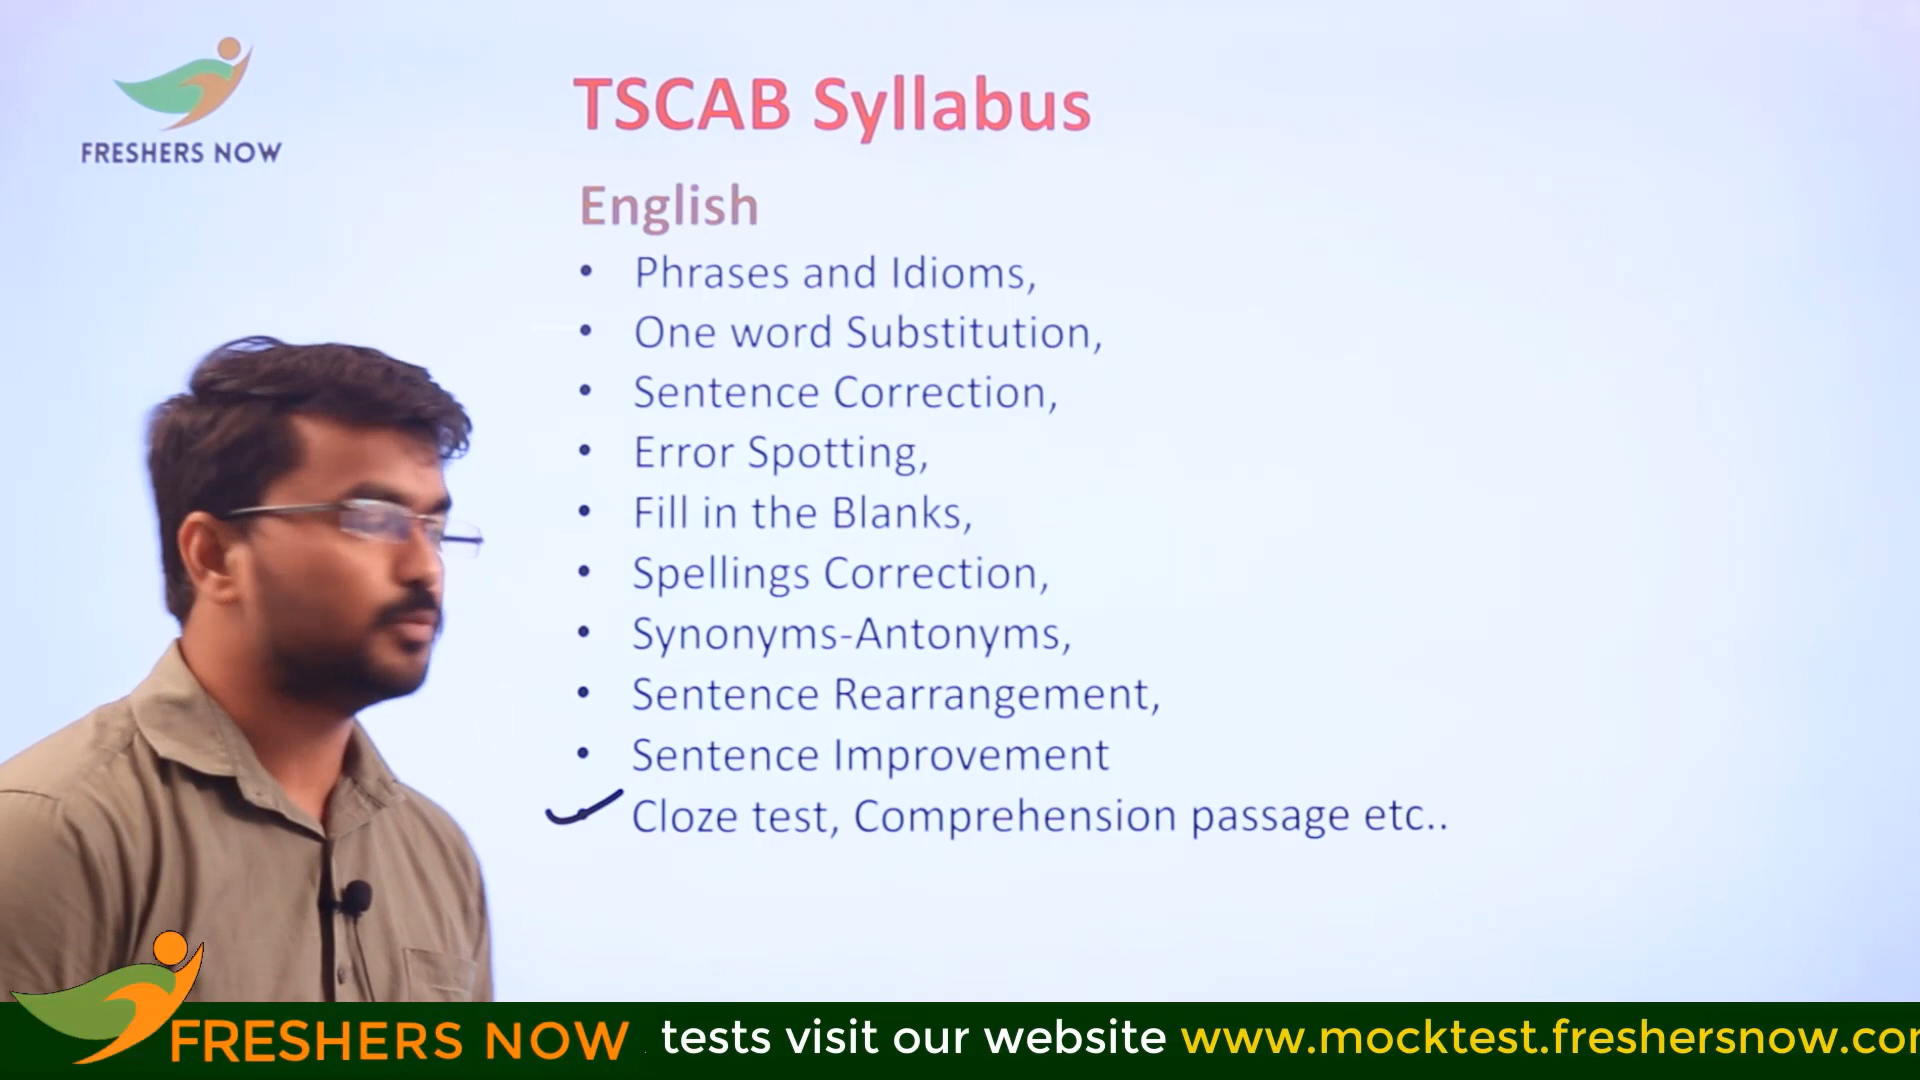 FRESHERS NOW
TSCAB Syllabus
English
• Phrases and Idioms,
• One word Substitution,
• Sentence Correction,
• Error Spotting,
• Fill in the Blanks,
• Spellings Correction,
• Synonyms-Antonyms,
• Sentence Rearrangement,
• Sentence Improvement
Cloze test, Comprehension passage etc..
FRESHERS NOW
tests visit our website www.mocktest.freshersnow.com